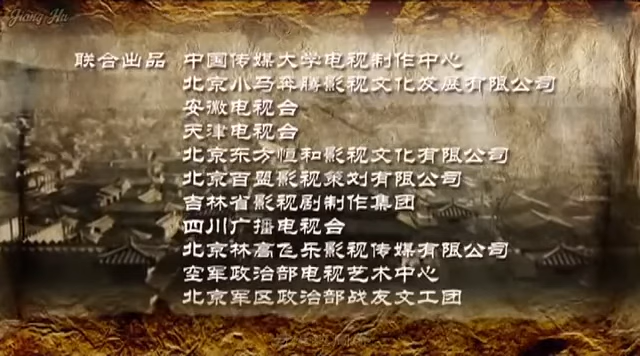 Jiang Hu
联合出品 中国传媒大学电视制作中心
北京小马奔腾影视文化发展有限公司
安徽电视台
天津电视台
北京东方恒和影视文化有限公司
北京百盟影视策划有限公司
吉林省影视剧制作集团
四川广播电视台
北京林高飞乐影视传媒有限公司
空军政治部电视艺术中心
北京军区政治部战友文工团